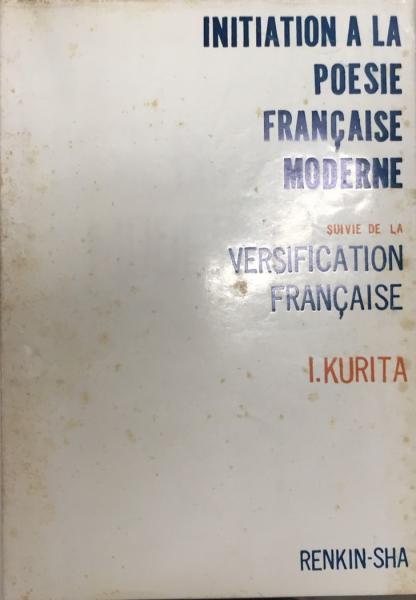 INITIATION A LA
POESIE
FRANÇAISE
MODERNE
SUIVIE DE LA
VERSIFICATION
FRANÇAISE
I.KURITA
RENKIN-SHA